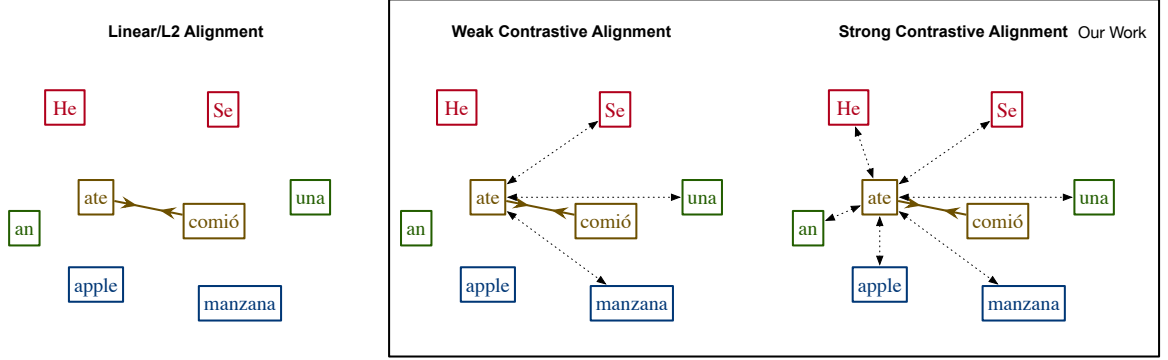 Linear/L2 Alignment
He
Se
ate
una
comió
an
apple
manzana
Weak Contrastive Alignment
He
Se
ate
una
comió
an
apple
manzana
Strong Contrastive Alignment Our Work
He
Se
ate
una
comió
an
apple
manzana